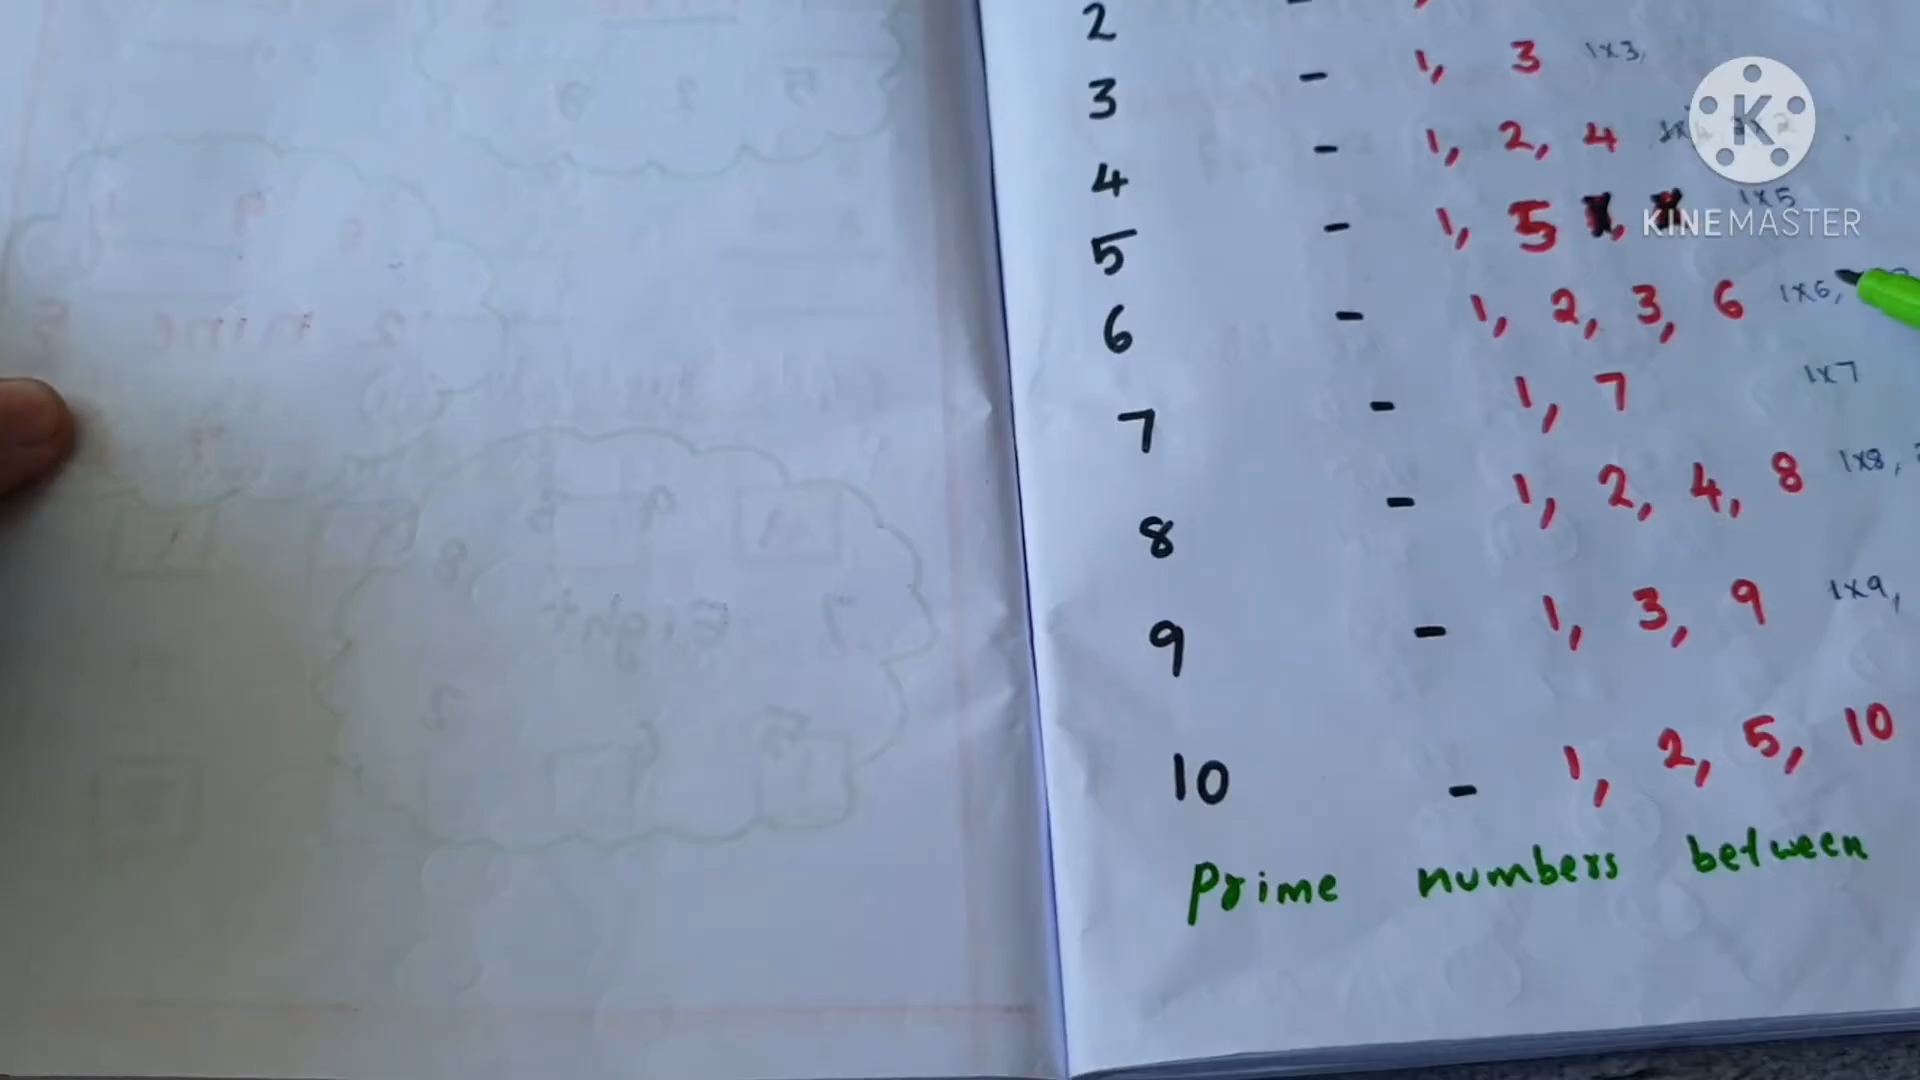 2 -
3 - 1, 3 1x3,
4 - 1, 2, 4
5 - 1, 5 1x5
6 - 1, 2, 3, 6 1x6,
7 - 1, 7 1x7
8 - 1, 2, 4, 8 1x8,
9 - 1, 3, 9 1x9,
10 - 1, 2, 5, 10
Prime numbers between
K
KINEMASTER